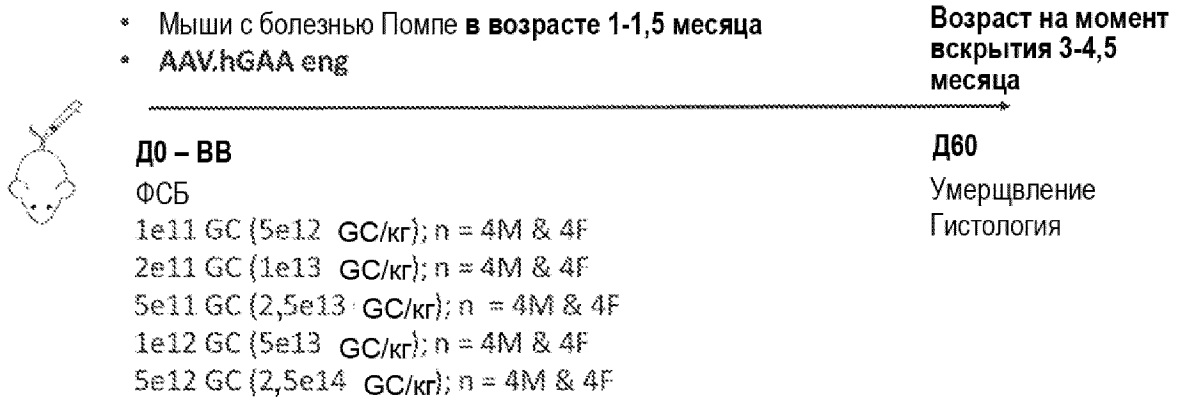 • Мыши с болезнью Помпе в возрасте 1-1,5 месяца
• AAV.hGAA eng
Возраст на момент
вскрытия 3-4,5
месяца
Д0 – ВВ
ФСБ
1e11 GC (5e12 GC/кг); n = 4M & 4F
2e11 GC (1e13 GC/кг); n = 4M & 4F
5e11 GC (2,5e13 GC/кг); n = 4M & 4F
1e12 GC (5e13 GC/кг); n = 4M & 4F
5e12 GC (2,5e14 GC/кг); n = 4M & 4F
Д60
Умерщвление
Гистология